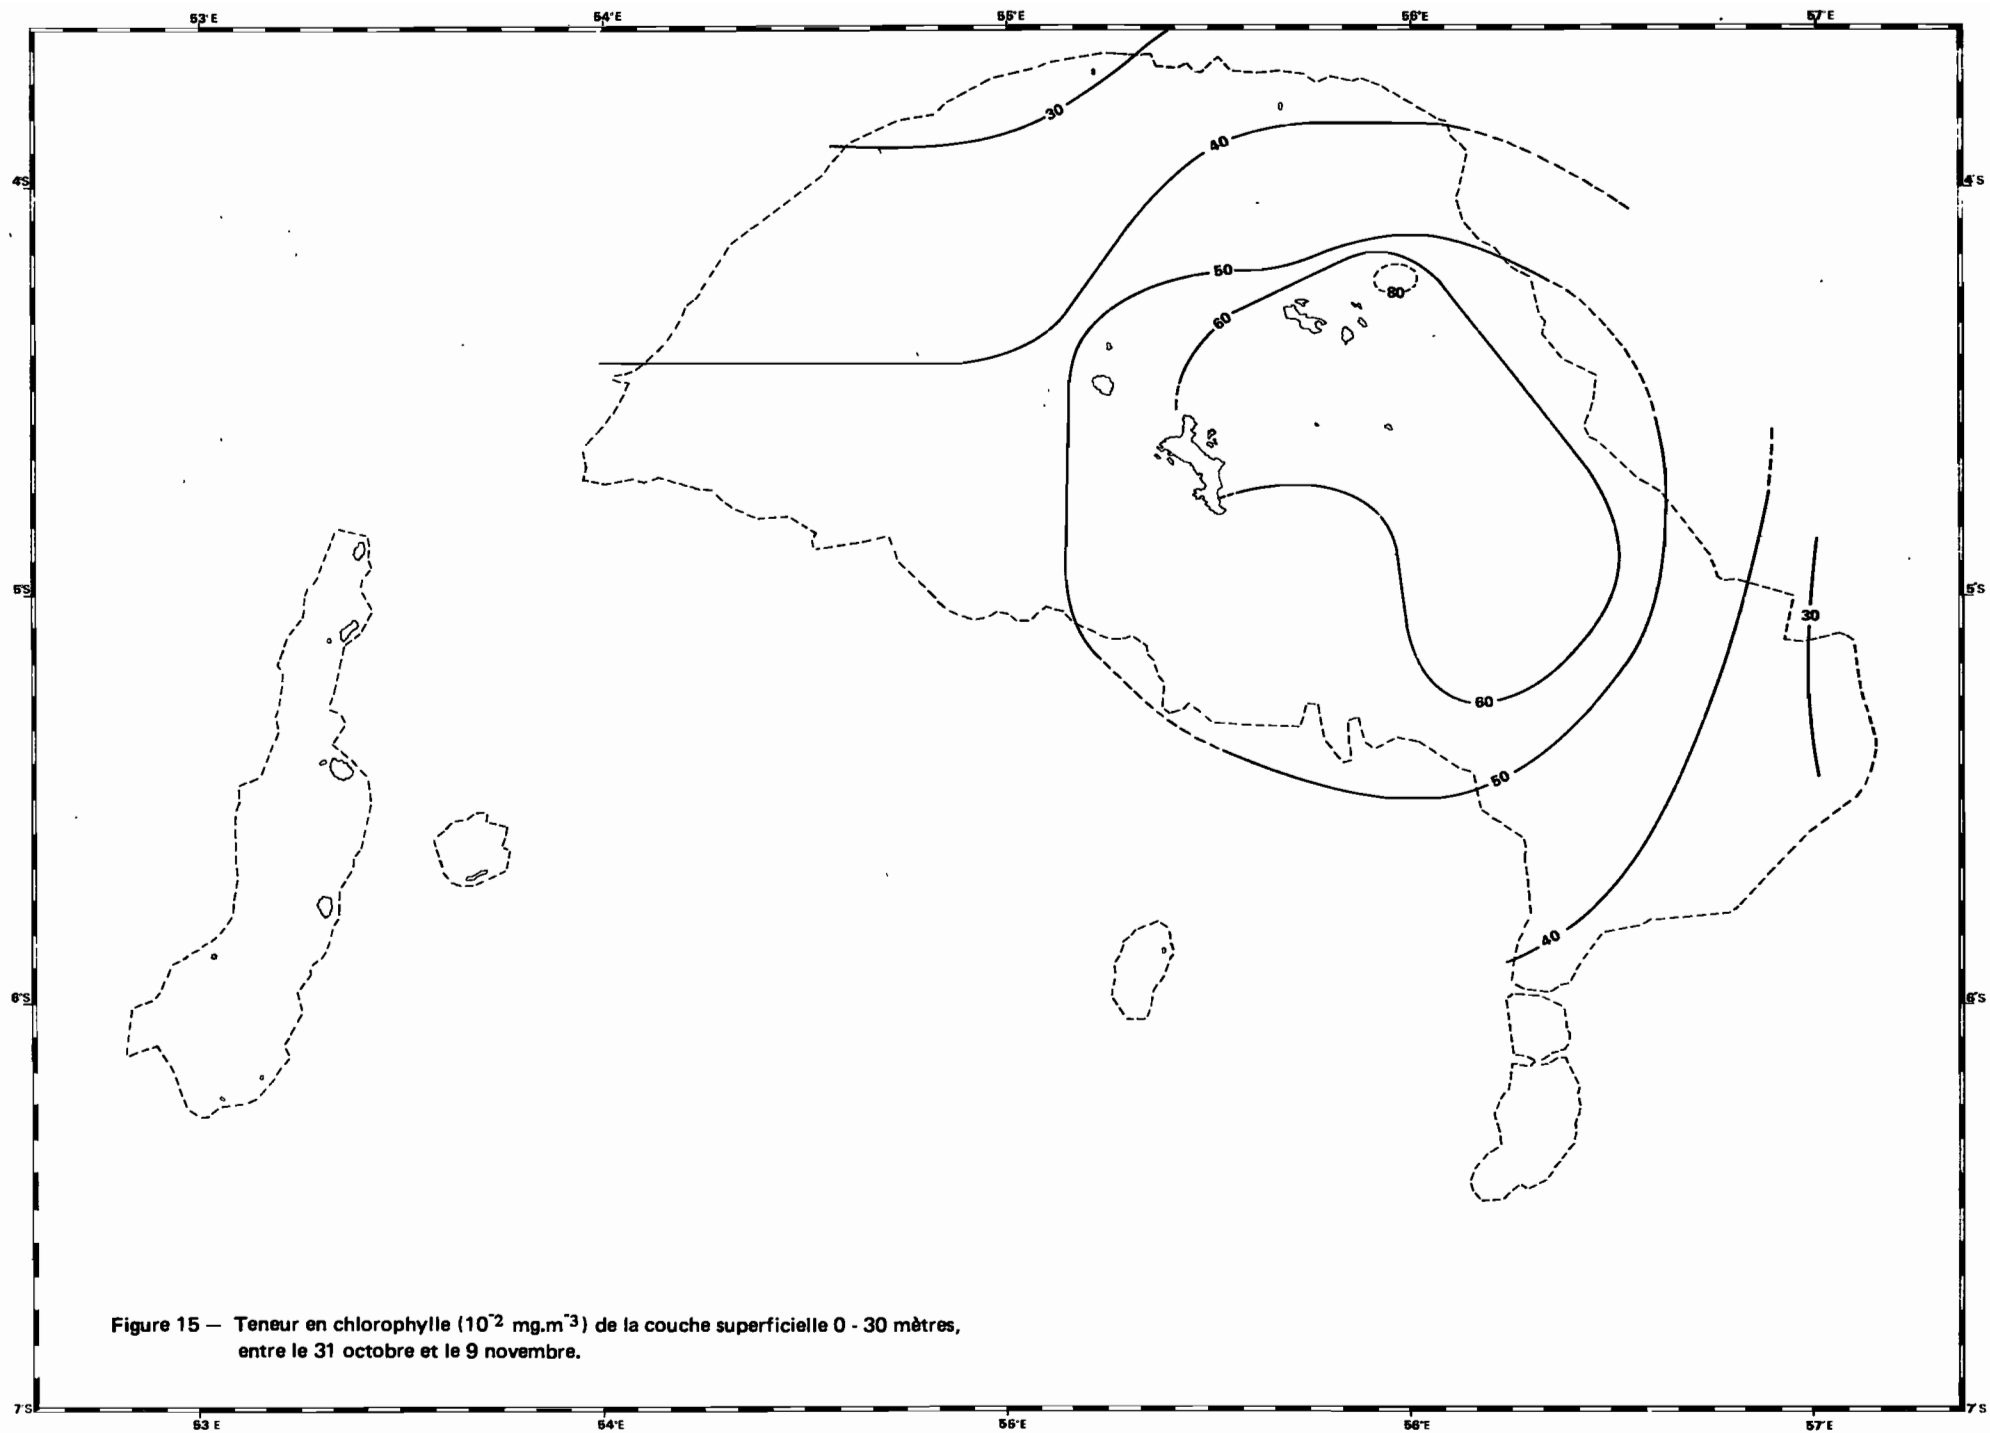 53°E 54°E 55°E 56°E 57°E
30
40
4°S 4°S
50
80
60
5°S 5°S
30
60
50
40
6°S 6°S
Figure 15 — Teneur en chlorophylle (10⁻² mg.m⁻³) de la couche superficielle 0 - 30 mètres,
entre le 31 octobre et le 9 novembre.
7°S 7°S
53 E 54°E 55°E 56°E 57°E